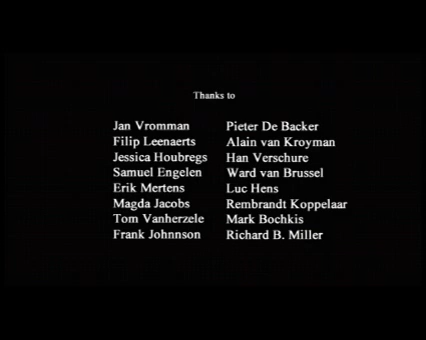 Thanks to
Jan Vromman Pieter De Backer
Filip Leenaerts Alain van Kroyman
Jessica Houbregs Han Verschure
Samuel Engelen Ward van Brussel
Erik Mertens Luc Hens
Magda Jacobs Rembrandt Koppelaar
Tom Vanherzele Mark Bochkis
Frank Johnnson Richard B. Miller